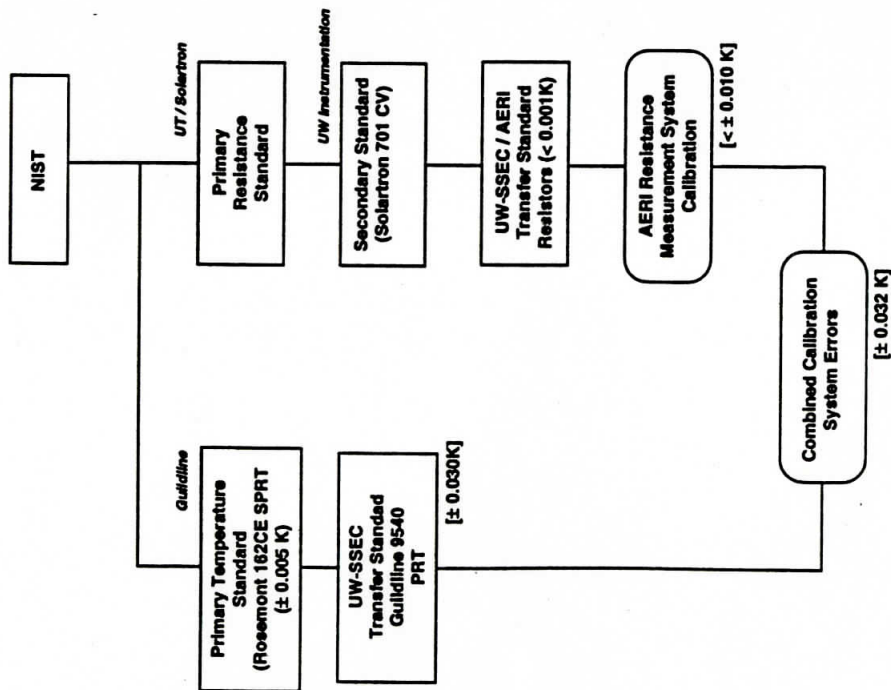 NIST
Guildline
Primary Temperature
Standard
(Rosemont 162CE SPRT
(± 0.005 K)
UW-SSEC
Transfer Standad
Guildline 9540
PRT
[± 0.030K]
UT / Solartron
Primary
Resistance
Standard
UW Instrumentation
Secondary Standard
(Solartron 701 CV)
UW-SSEC / AERI
Transfer Standard
Resistors (< 0.001K)
AERI Resistance
Measurement System
Calibration
[< ± 0.010 K]
Combined Calibration
System Errors
[± 0.032 K]